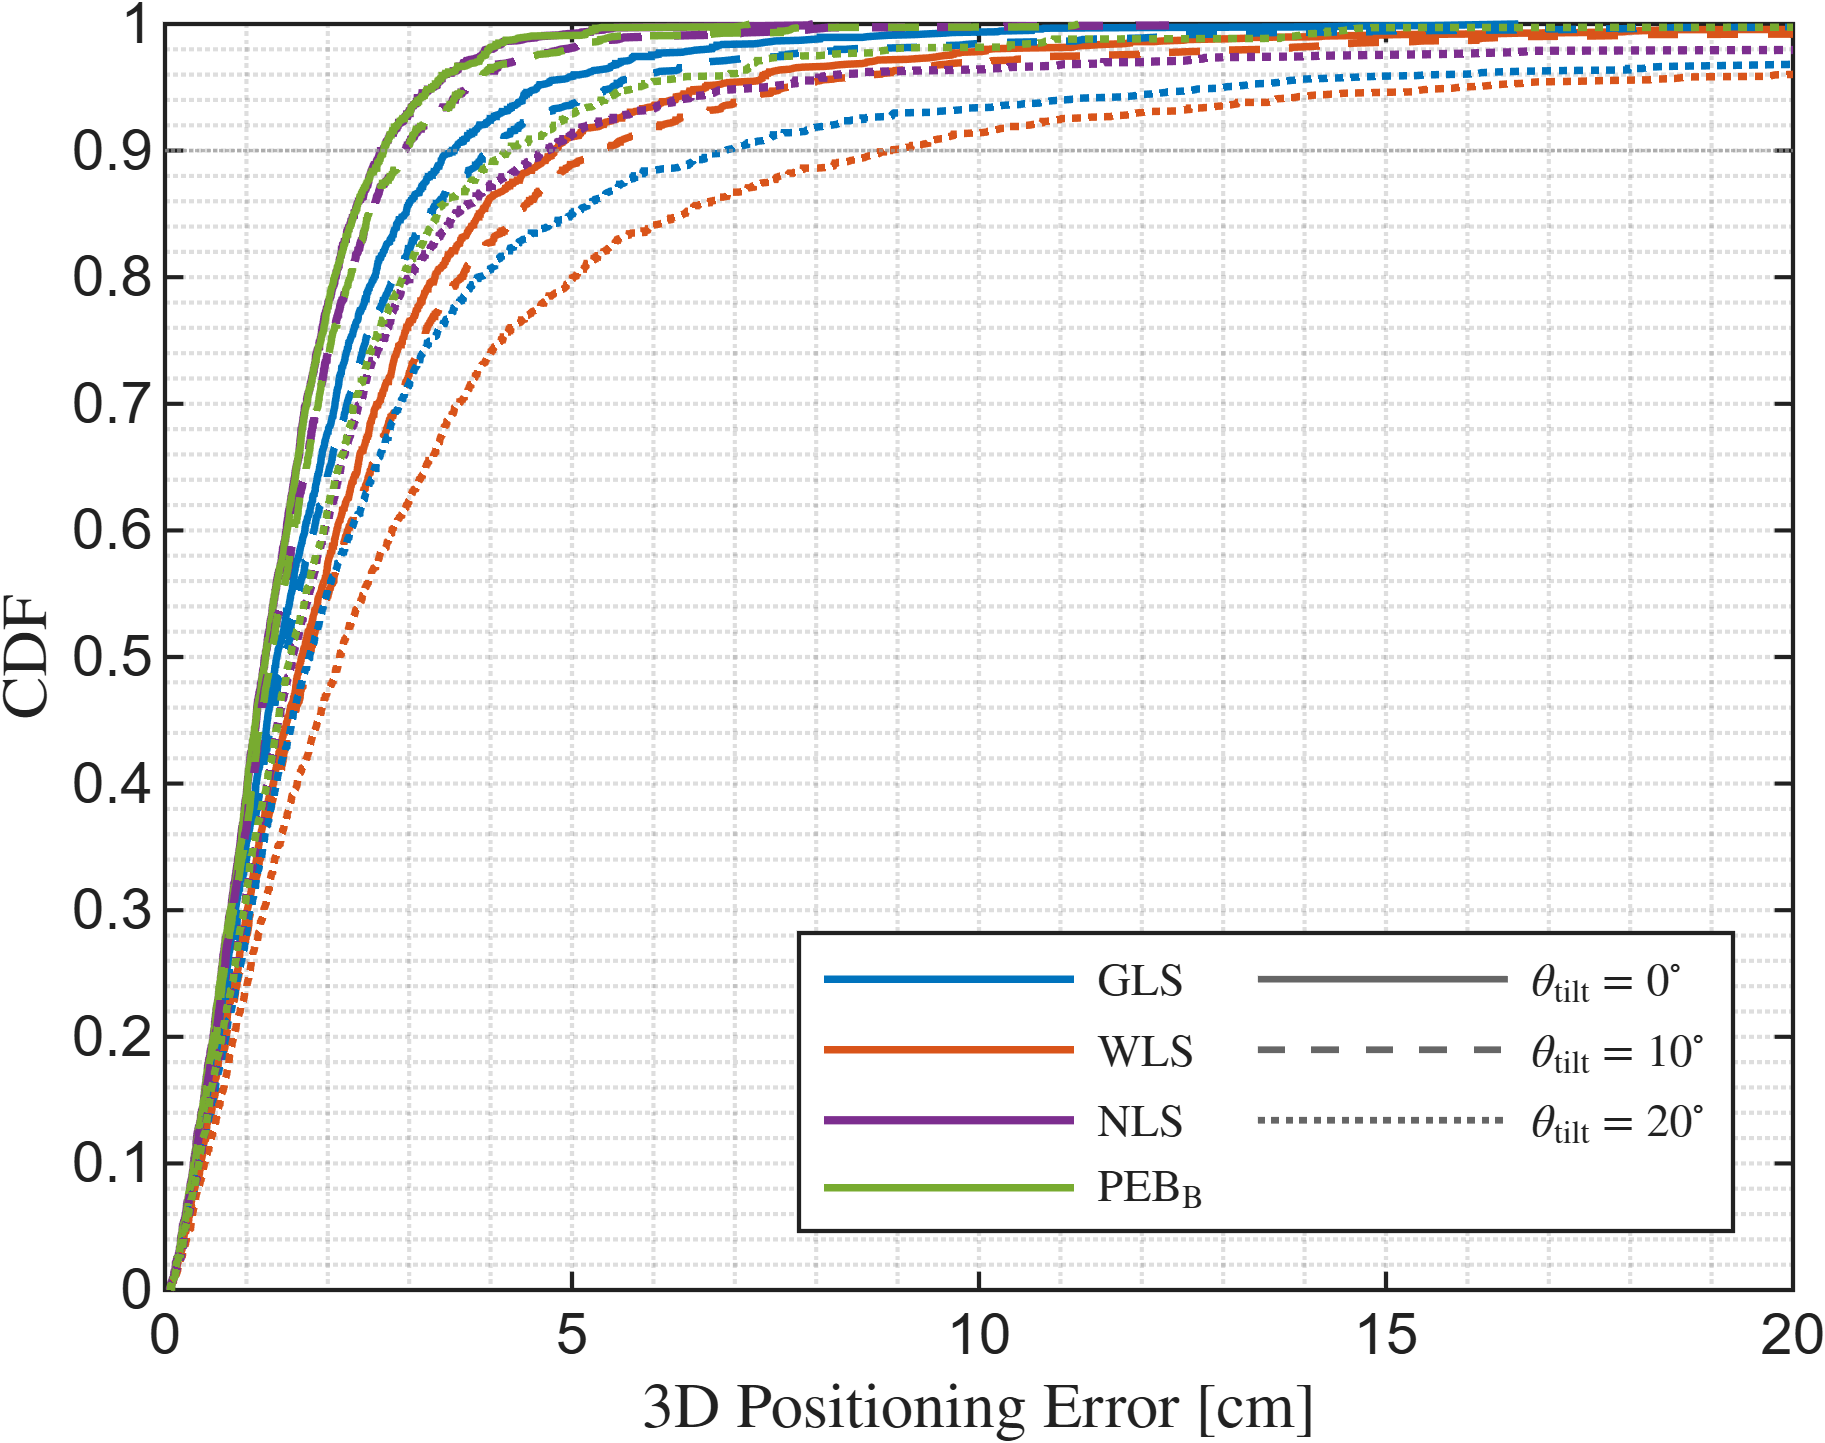 1
0.9
0.8
0.7
0.6
0.5
0.4
0.3
0.2
0.1
0
CDF
0 5 10 15 20
3D Positioning Error [cm]
GLS θtilt = 0°
WLS θtilt = 10°
NLS θtilt = 20°
PEBB